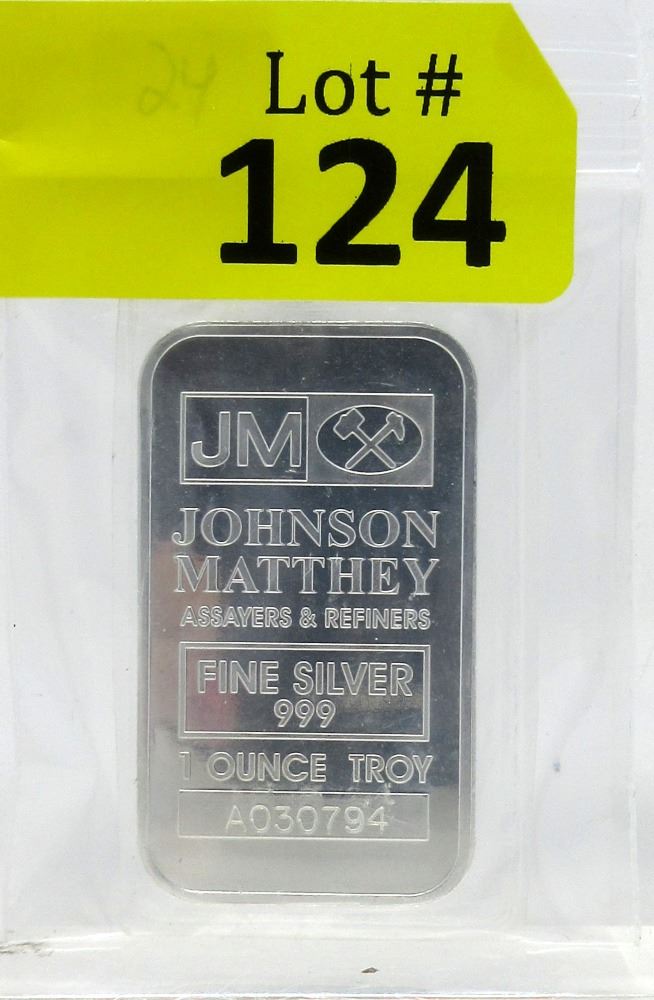 24
Lot #
124
JM
JOHNSON
MATTHEY
ASSAYERS & REFINERS
FINE SILVER
999
1 OUNCE TROY
A030794